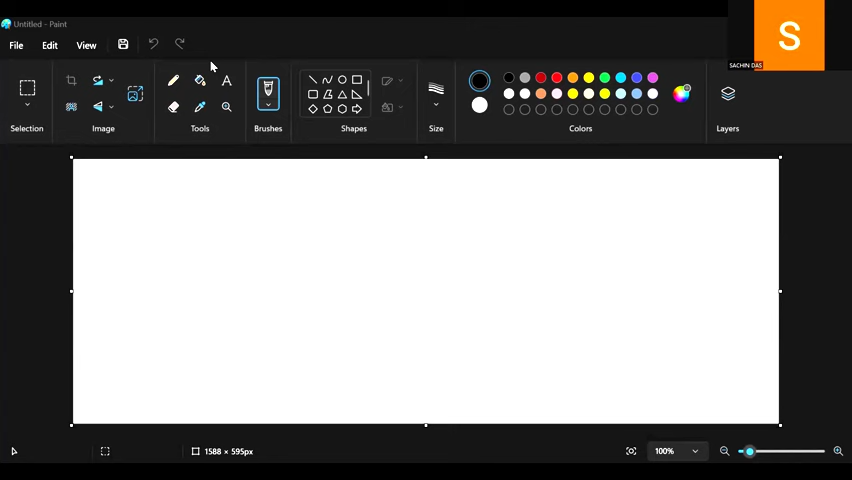 Untitled - Paint
S
SACHIN DAS
File Edit View
A
Selection Image Tools Brushes Shapes Size Colors Layers
1588 × 595px 100%